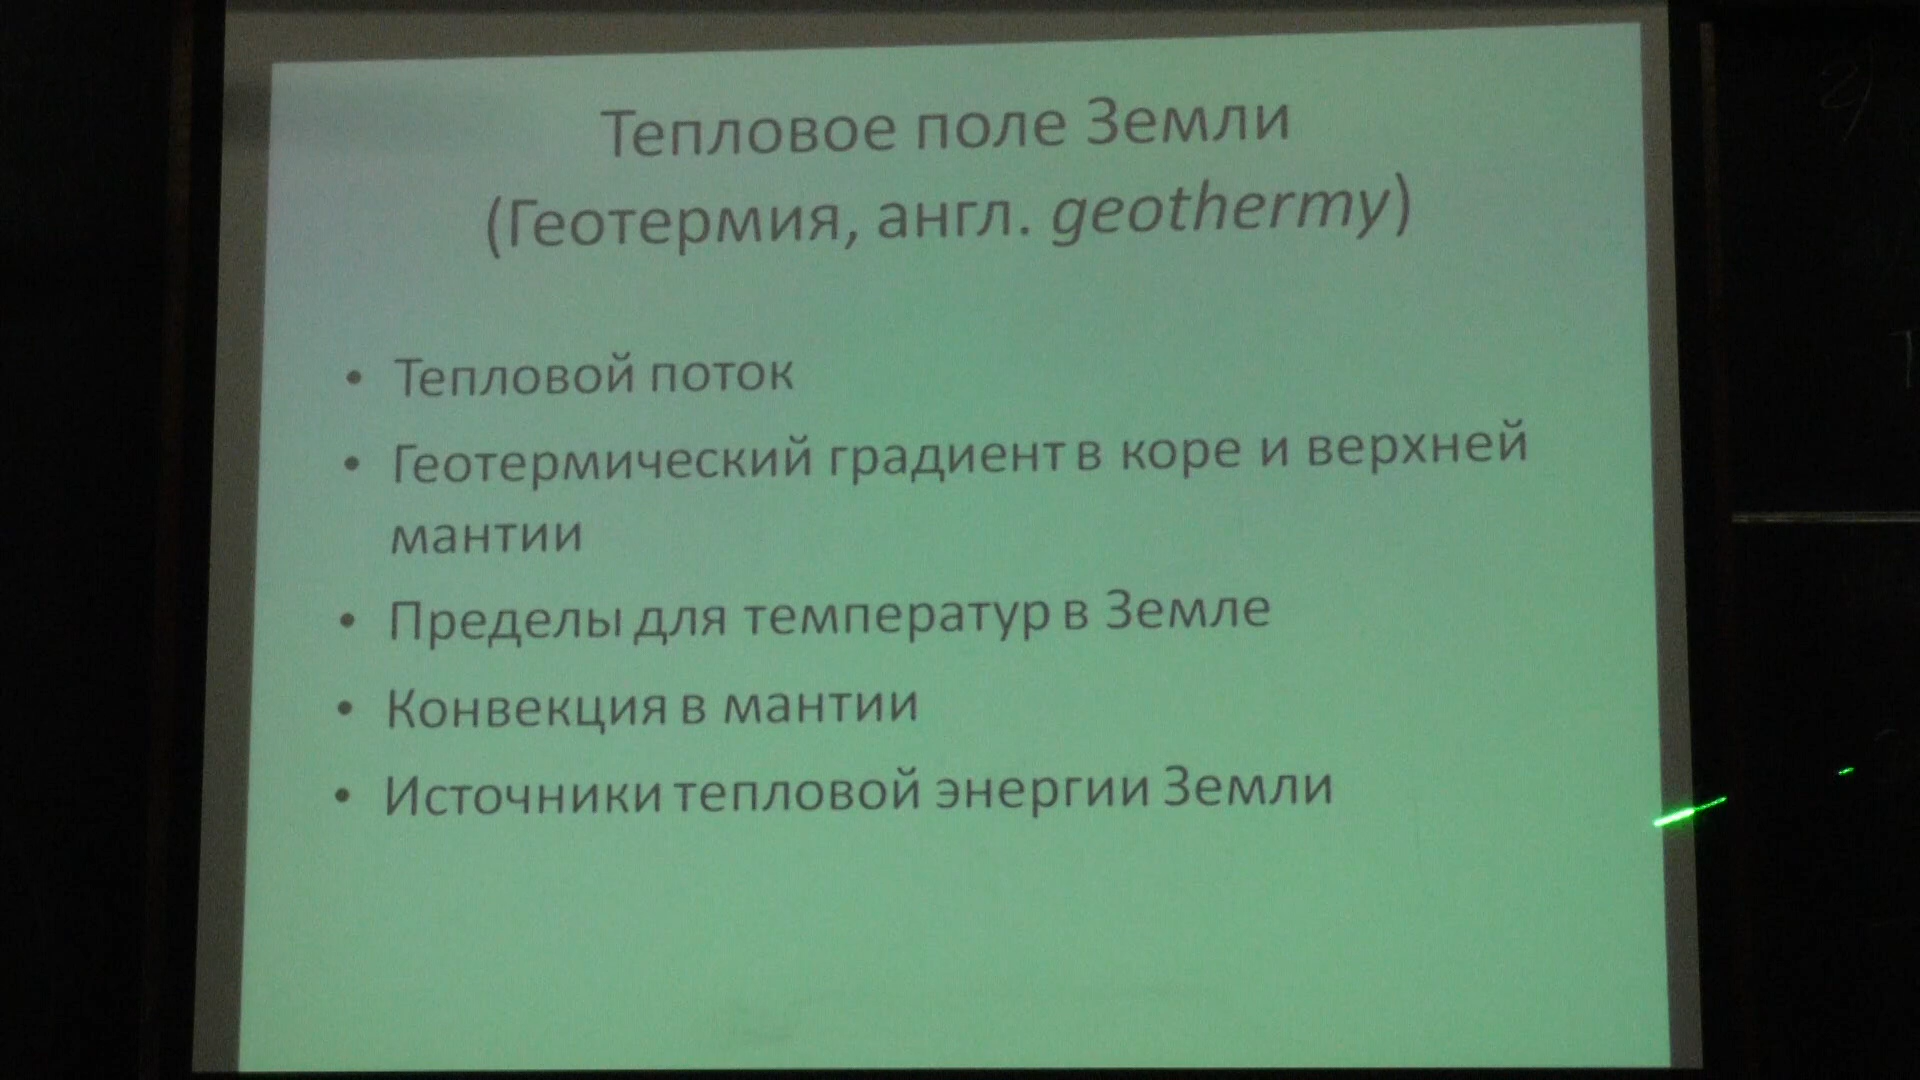 Тепловое поле Земли
(Геотермия, англ. geothermy)
• Тепловой поток
• Геотермический градиент в коре и верхней
мантии
• Пределы для температур в Земле
• Конвекция в мантии
• Источники тепловой энергии Земли